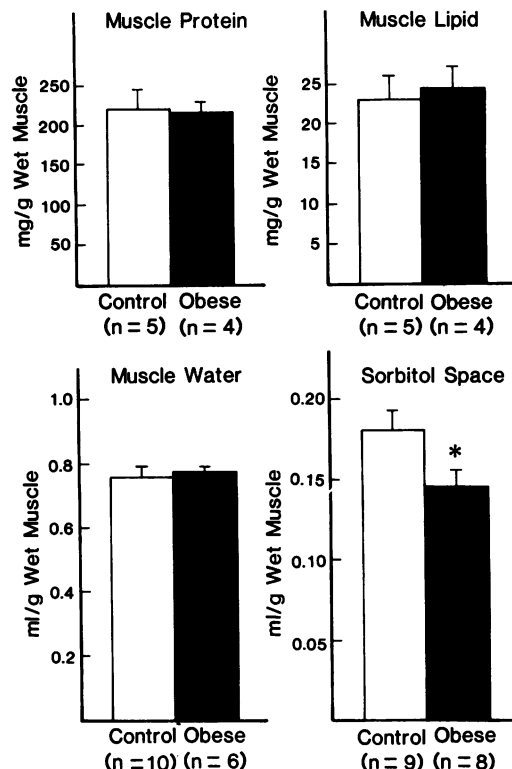 Muscle Protein
mg/g Wet Muscle
250
200
150
100
50
Control Obese
(n = 5) (n = 4)
Muscle Lipid
mg/g Wet Muscle
25
20
15
10
5
Control Obese
(n = 5) (n = 4)
Muscle Water
ml/g Wet Muscle
1.0
0.8
0.6
0.4
0.2
Control Obese
(n = 10) (n = 6)
Sorbitol Space
ml/g Wet Muscle
0.20
0.15
0.10
0.05
*
Control Obese
(n = 9) (n = 8)